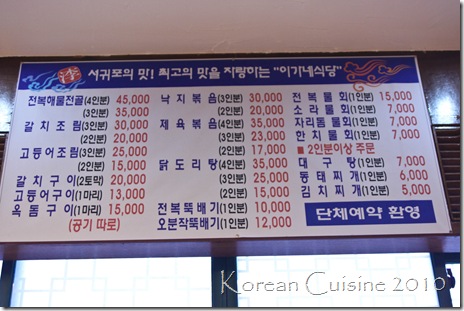 서귀포의 맛! 최고의 맛을 자랑하는 "이가네식당"
전복해물전골(4인분) 45,000
(3인분) 35,000
갈치조림(3인분) 30,000
(2인분) 20,000
고등어조림(3인분) 25,000
(2인분) 17,000
갈치구이(2토막) 20,000
고등어구이(1마리) 13,000
옥돔구이(1마리) 15,000
(공기 따로)
낙지볶음(3인분) 30,000
(2인분) 20,000
제육볶음(4인분) 35,000
(3인분) 25,000
(2인분) 17,000
닭도리탕(4인분) 35,000
(3인분) 25,000
(2인분) 15,000
전복뚝배기(1인분) 10,000
오분작뚝배기(1인분) 12,000
전복물회(1인분) 15,000
소라물회(1인분) 7,000
자리돔물회(1인분) 7,000
한치물회(1인분) 7,000
■ 2인분이상 주문
대구탕(1인분) 7,000
동태찌개(1인분) 6,000
김치찌개(1인분) 5,000
단체예약 환영
Korean Cuisine 2010